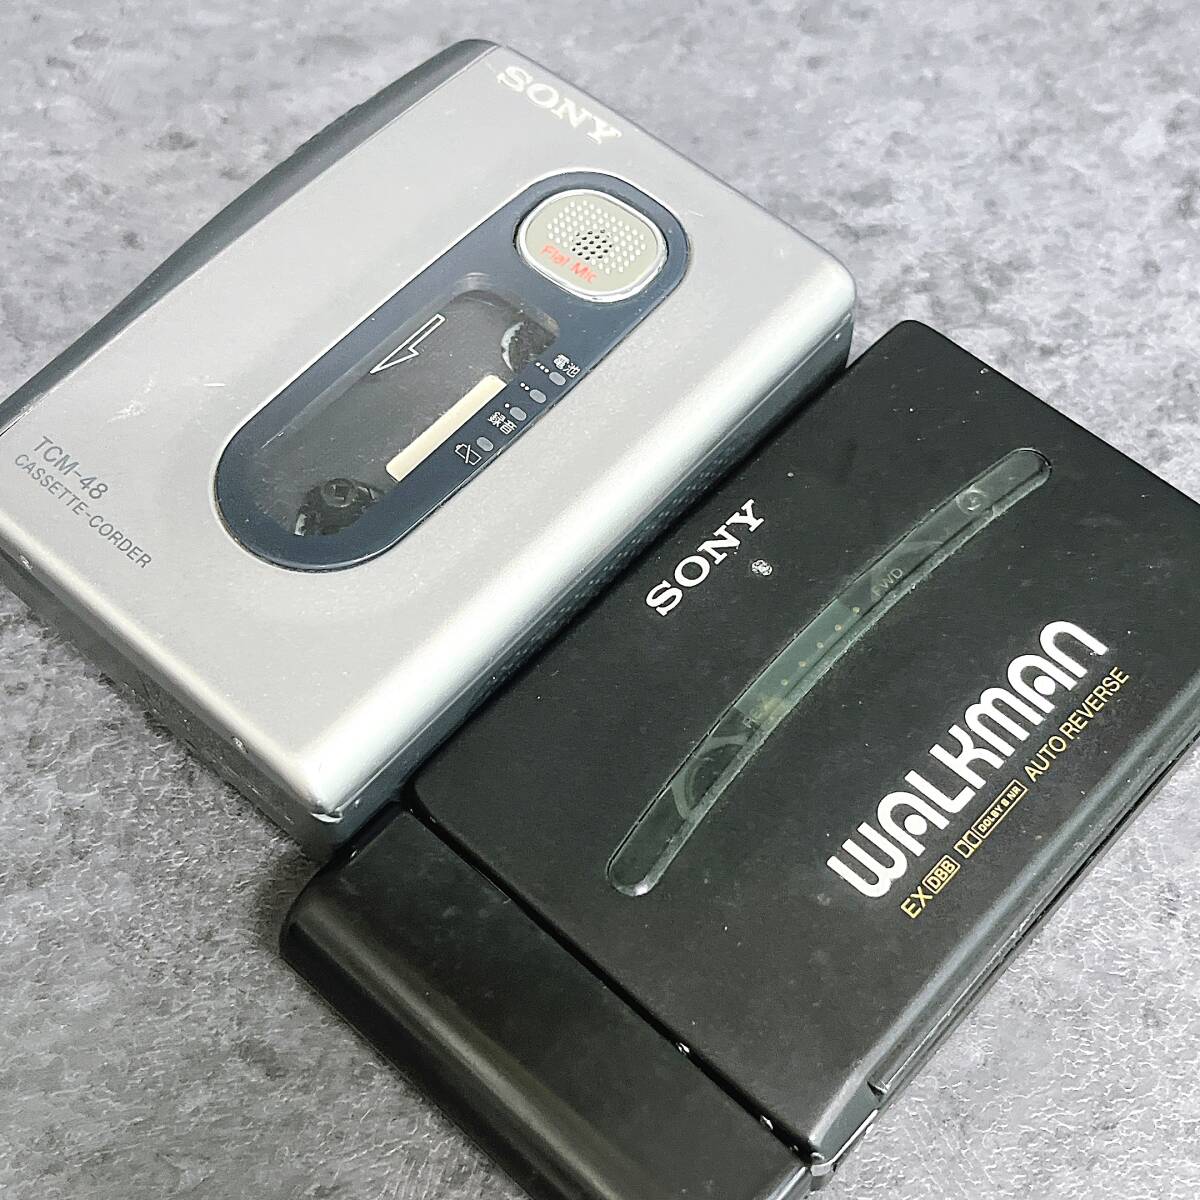 SONY
Flat Mic
電池
録音
TCM-48
CASSETTE-CORDER
SONY
FWD
WALKMAN
EX DBB DOLBY B NR AUTO REVERSE